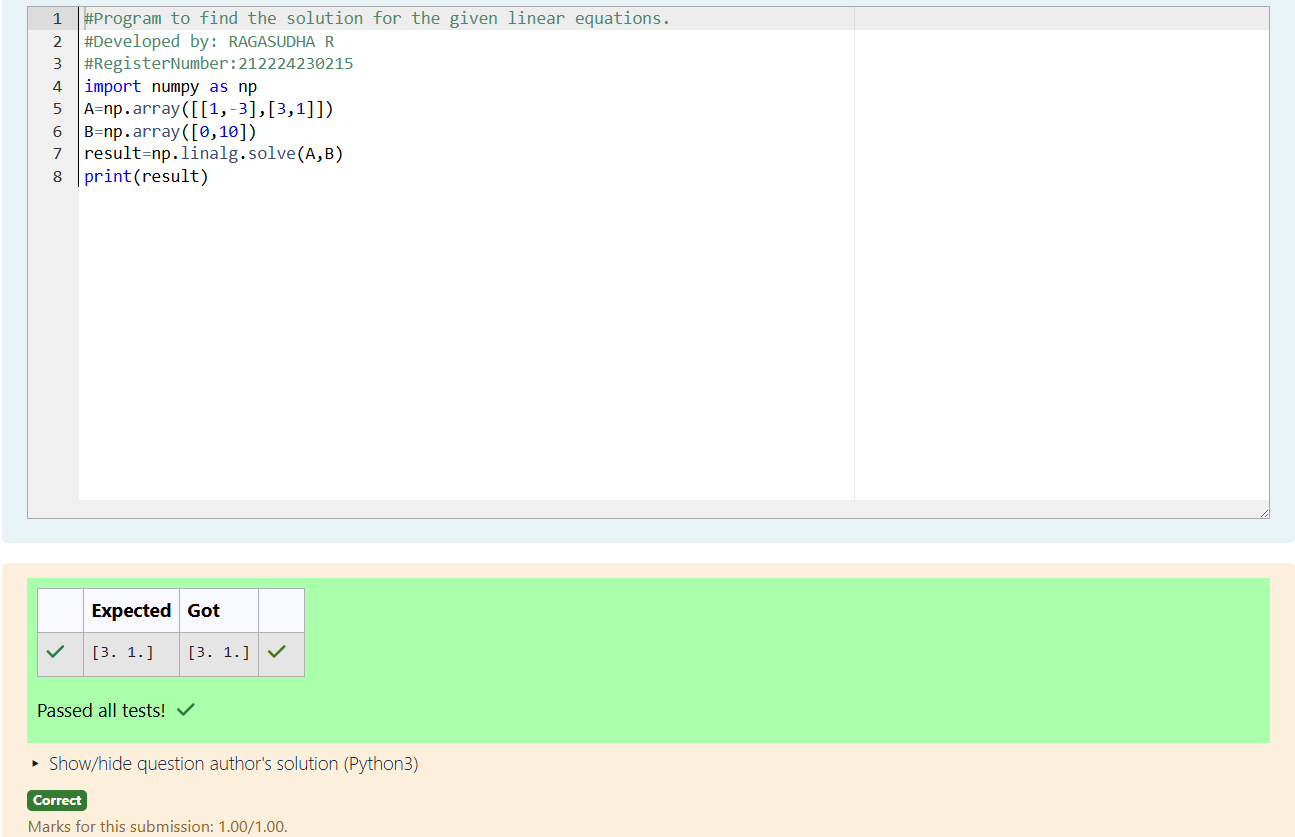 1 #Program to find the solution for the given linear equations.
2 #Developed by: RAGASUDHA R
3 #RegisterNumber:212224230215
4 import numpy as np
5 A=np.array([[1,-3],[3,1]])
6 B=np.array([0,10])
7 result=np.linalg.solve(A,B)
8 print(result)
Expected Got
[3. 1.] [3. 1.]
Passed all tests!
Show/hide question author's solution (Python3)
Correct
Marks for this submission: 1.00/1.00.